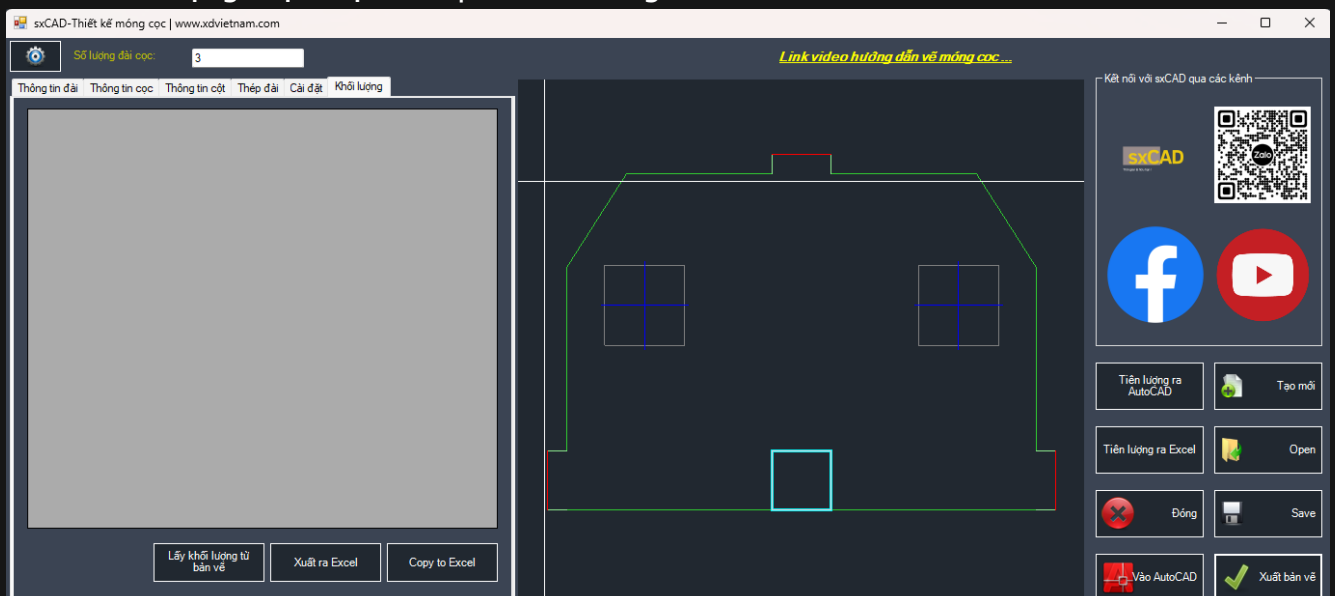 sxCAD-Thiết kế móng cọc | www.xdvietnam.com
Số lượng đài cọc:
3
Link video hướng dẫn vẽ móng cọc ...
Thông tin đài
Thông tin cọc
Thông tin cột
Thép đài
Cài đặt
Khối lượng
Kết nối với sxCAD qua các kênh
sxCAD
Zalo
Tiên lượng ra
AutoCAD
Tạo mới
Tiên lượng ra Excel
Open
Đóng
Save
Lấy khối lượng từ
bản vẽ
Xuất ra Excel
Copy to Excel
Vào AutoCAD
Xuất bản vẽ